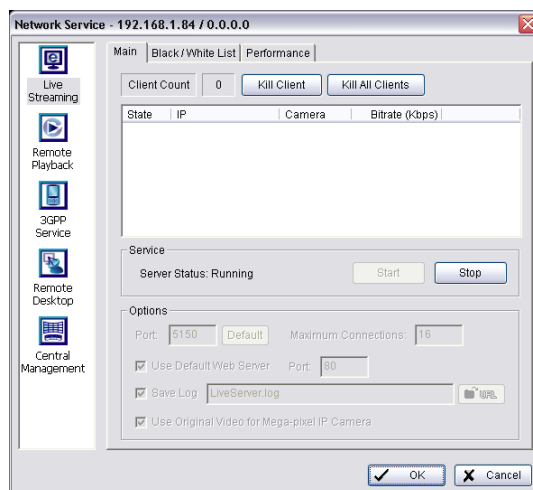 Network Service - 192.168.1.84 / 0.0.0.0
Live
Streaming
Remote
Playback
3GPP
Service
Remote
Desktop
Central
Management
Main
Black / White List
Performance
Client Count 0 Kill Client Kill All Clients
State IP Camera Bitrate (Kbps)
Service
Server Status: Running Start Stop
Options
Port: 5150 Default Maximum Connections: 16
Use Default Web Server Port: 80
Save Log LiveServer.log URL
Use Original Video for Mega-pixel IP Camera
OK Cancel